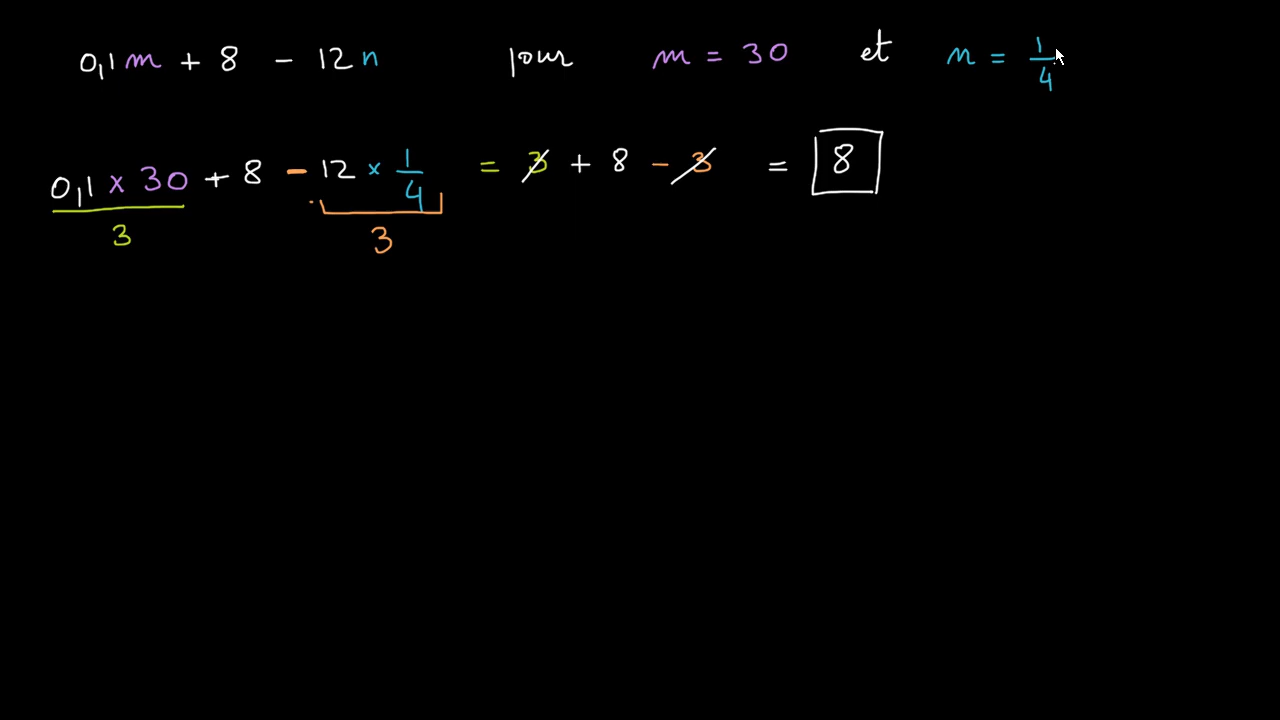 0,1m + 8 - 12n pour m = 30 et n = 1/4
0,1 × 30 + 8 - 12 × 1/4 = 3 + 8 - 3 = 8
3 3